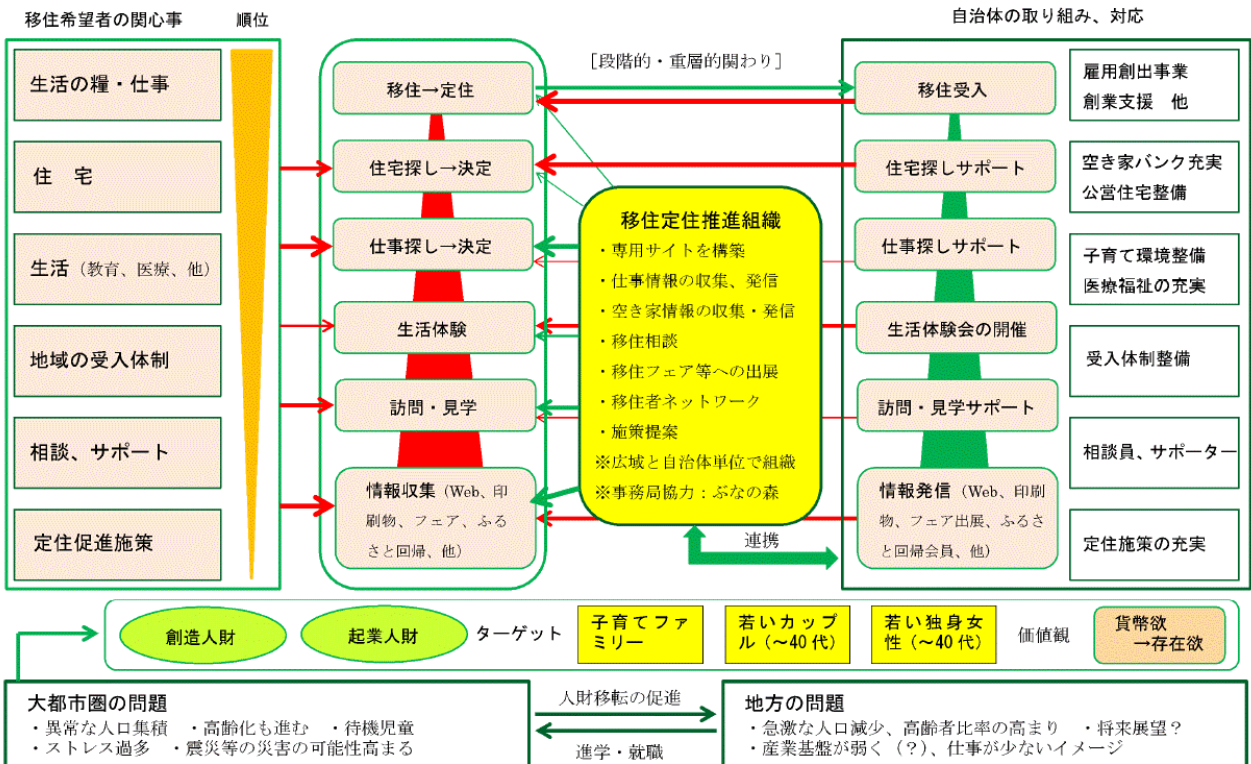 移住希望者の関心事
順位
自治体の取り組み、対応
生活の糧・仕事
住　宅
生活（教育、医療、他）
地域の受入体制
相談、サポート
定住促進施策
移住→定住
住宅探し→決定
仕事探し→決定
生活体験
訪問・見学
情報収集（Web、印
刷物、フェア、ふる
さと回帰、他）
［段階的・重層的関わり］
移住定住推進組織
・専用サイトを構築
・仕事情報の収集、発信
・空き家情報の収集・発信
・移住相談
・移住フェア等への出展
・移住者ネットワーク
・施策提案
※広域と自治体単位で組織
※事務局協力：ぶなの森
連携
移住受入
住宅探しサポート
仕事探しサポート
生活体験会の開催
訪問・見学サポート
情報発信（Web、印刷
物、フェア出展、ふるさ
と回帰会員、他）
雇用創出事業
創業支援　他
空き家バンク充実
公営住宅整備
子育て環境整備
医療福祉の充実
受入体制整備
相談員、サポーター
定住施策の充実
創造人財
起業人財
ターゲット
子育てファ
ミリー
若いカップ
ル（～40代）
若い独身女
性（～40代）
価値観
貨幣欲
→存在欲
大都市圏の問題
・異常な人口集積　・高齢化も進む　・待機児童
・ストレス過多　・震災等の災害の可能性高まる
人財移転の促進
進学・就職
地方の問題
・急激な人口減少、高齢者比率の高まり　・将来展望？
・産業基盤が弱く（？）、仕事が少ないイメージ